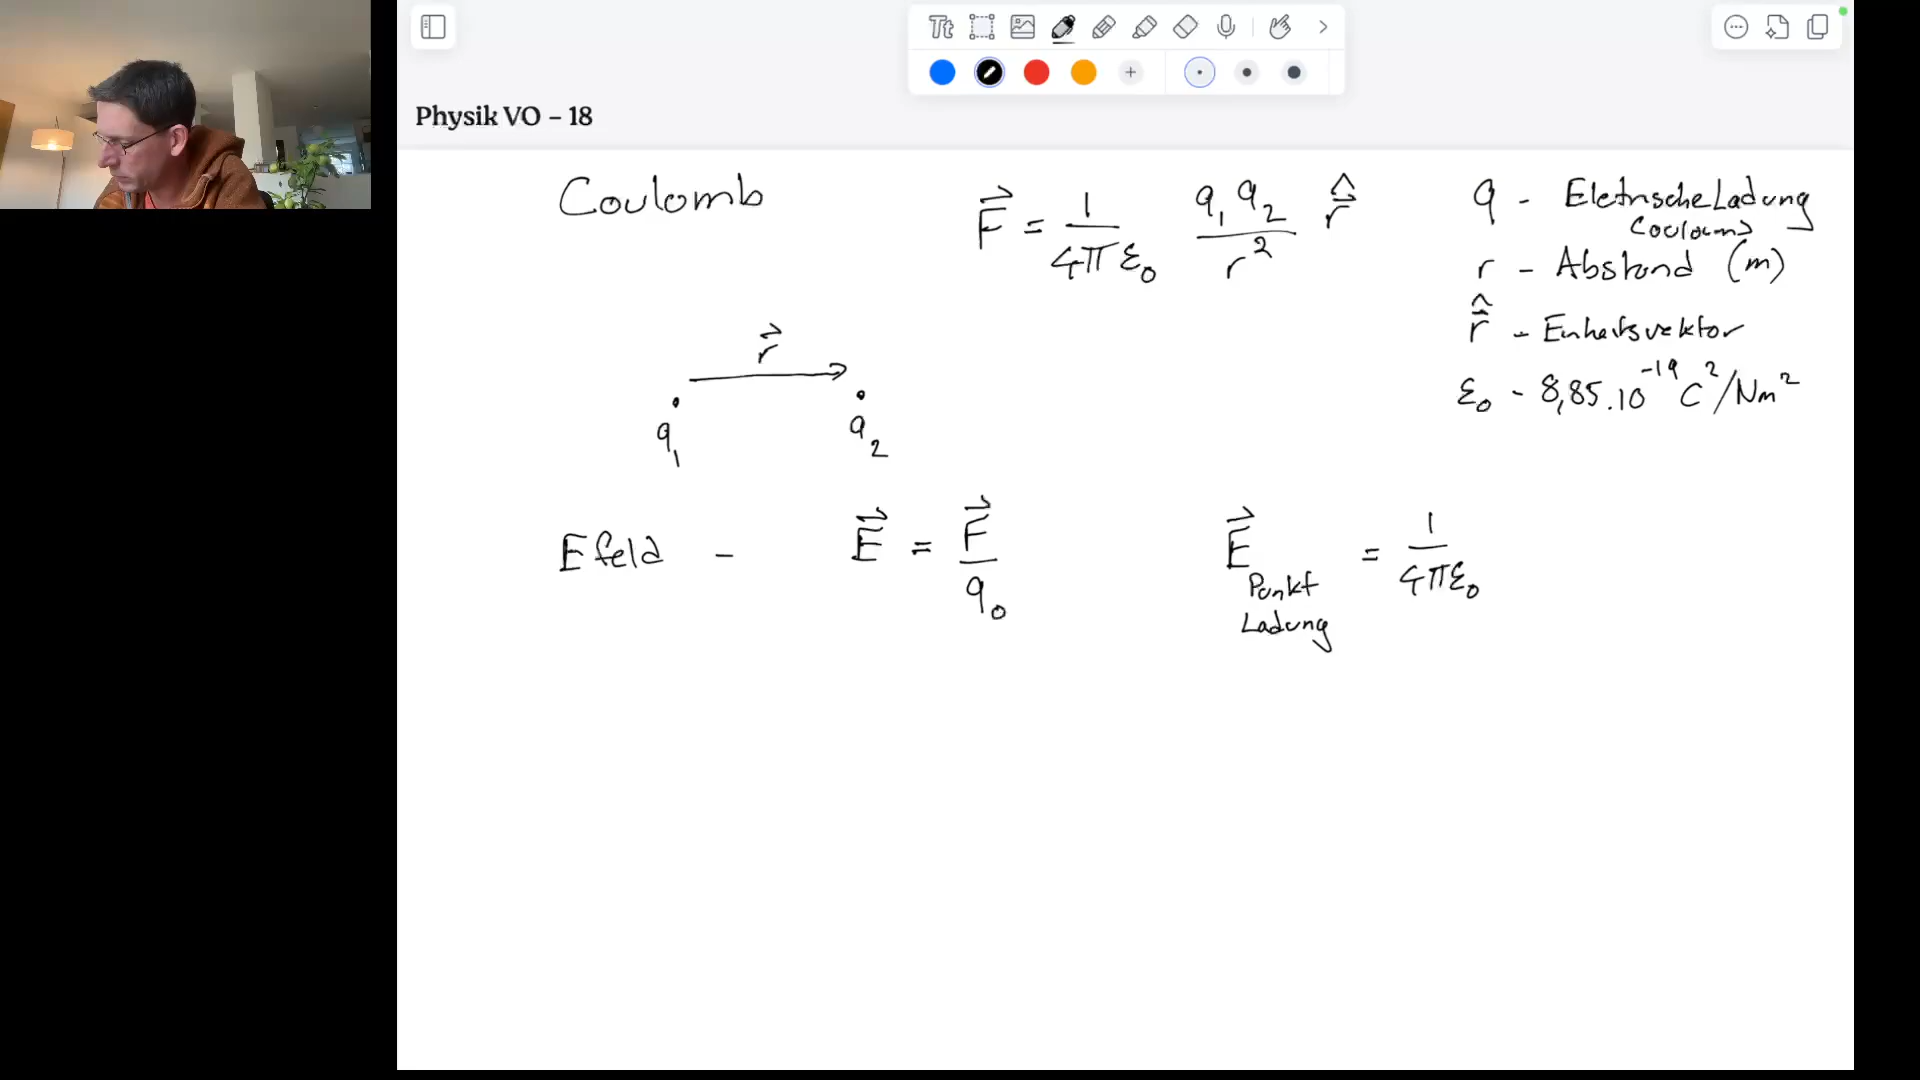 Tt
Physik VO – 18
Coulomb
F⃗ = 1/4πε₀ q₁q₂/r² r̂
q - Eletrische Ladung
r - Abstand (m)
r̂ - Einheitsvektor
ε₀ - 8,85.10⁻¹⁹ C²/Nm²
r⃗
q₁ q₂
Efeld - E⃗ = F⃗/q₀
E⃗ Punkt Ladung = 1/4πε₀